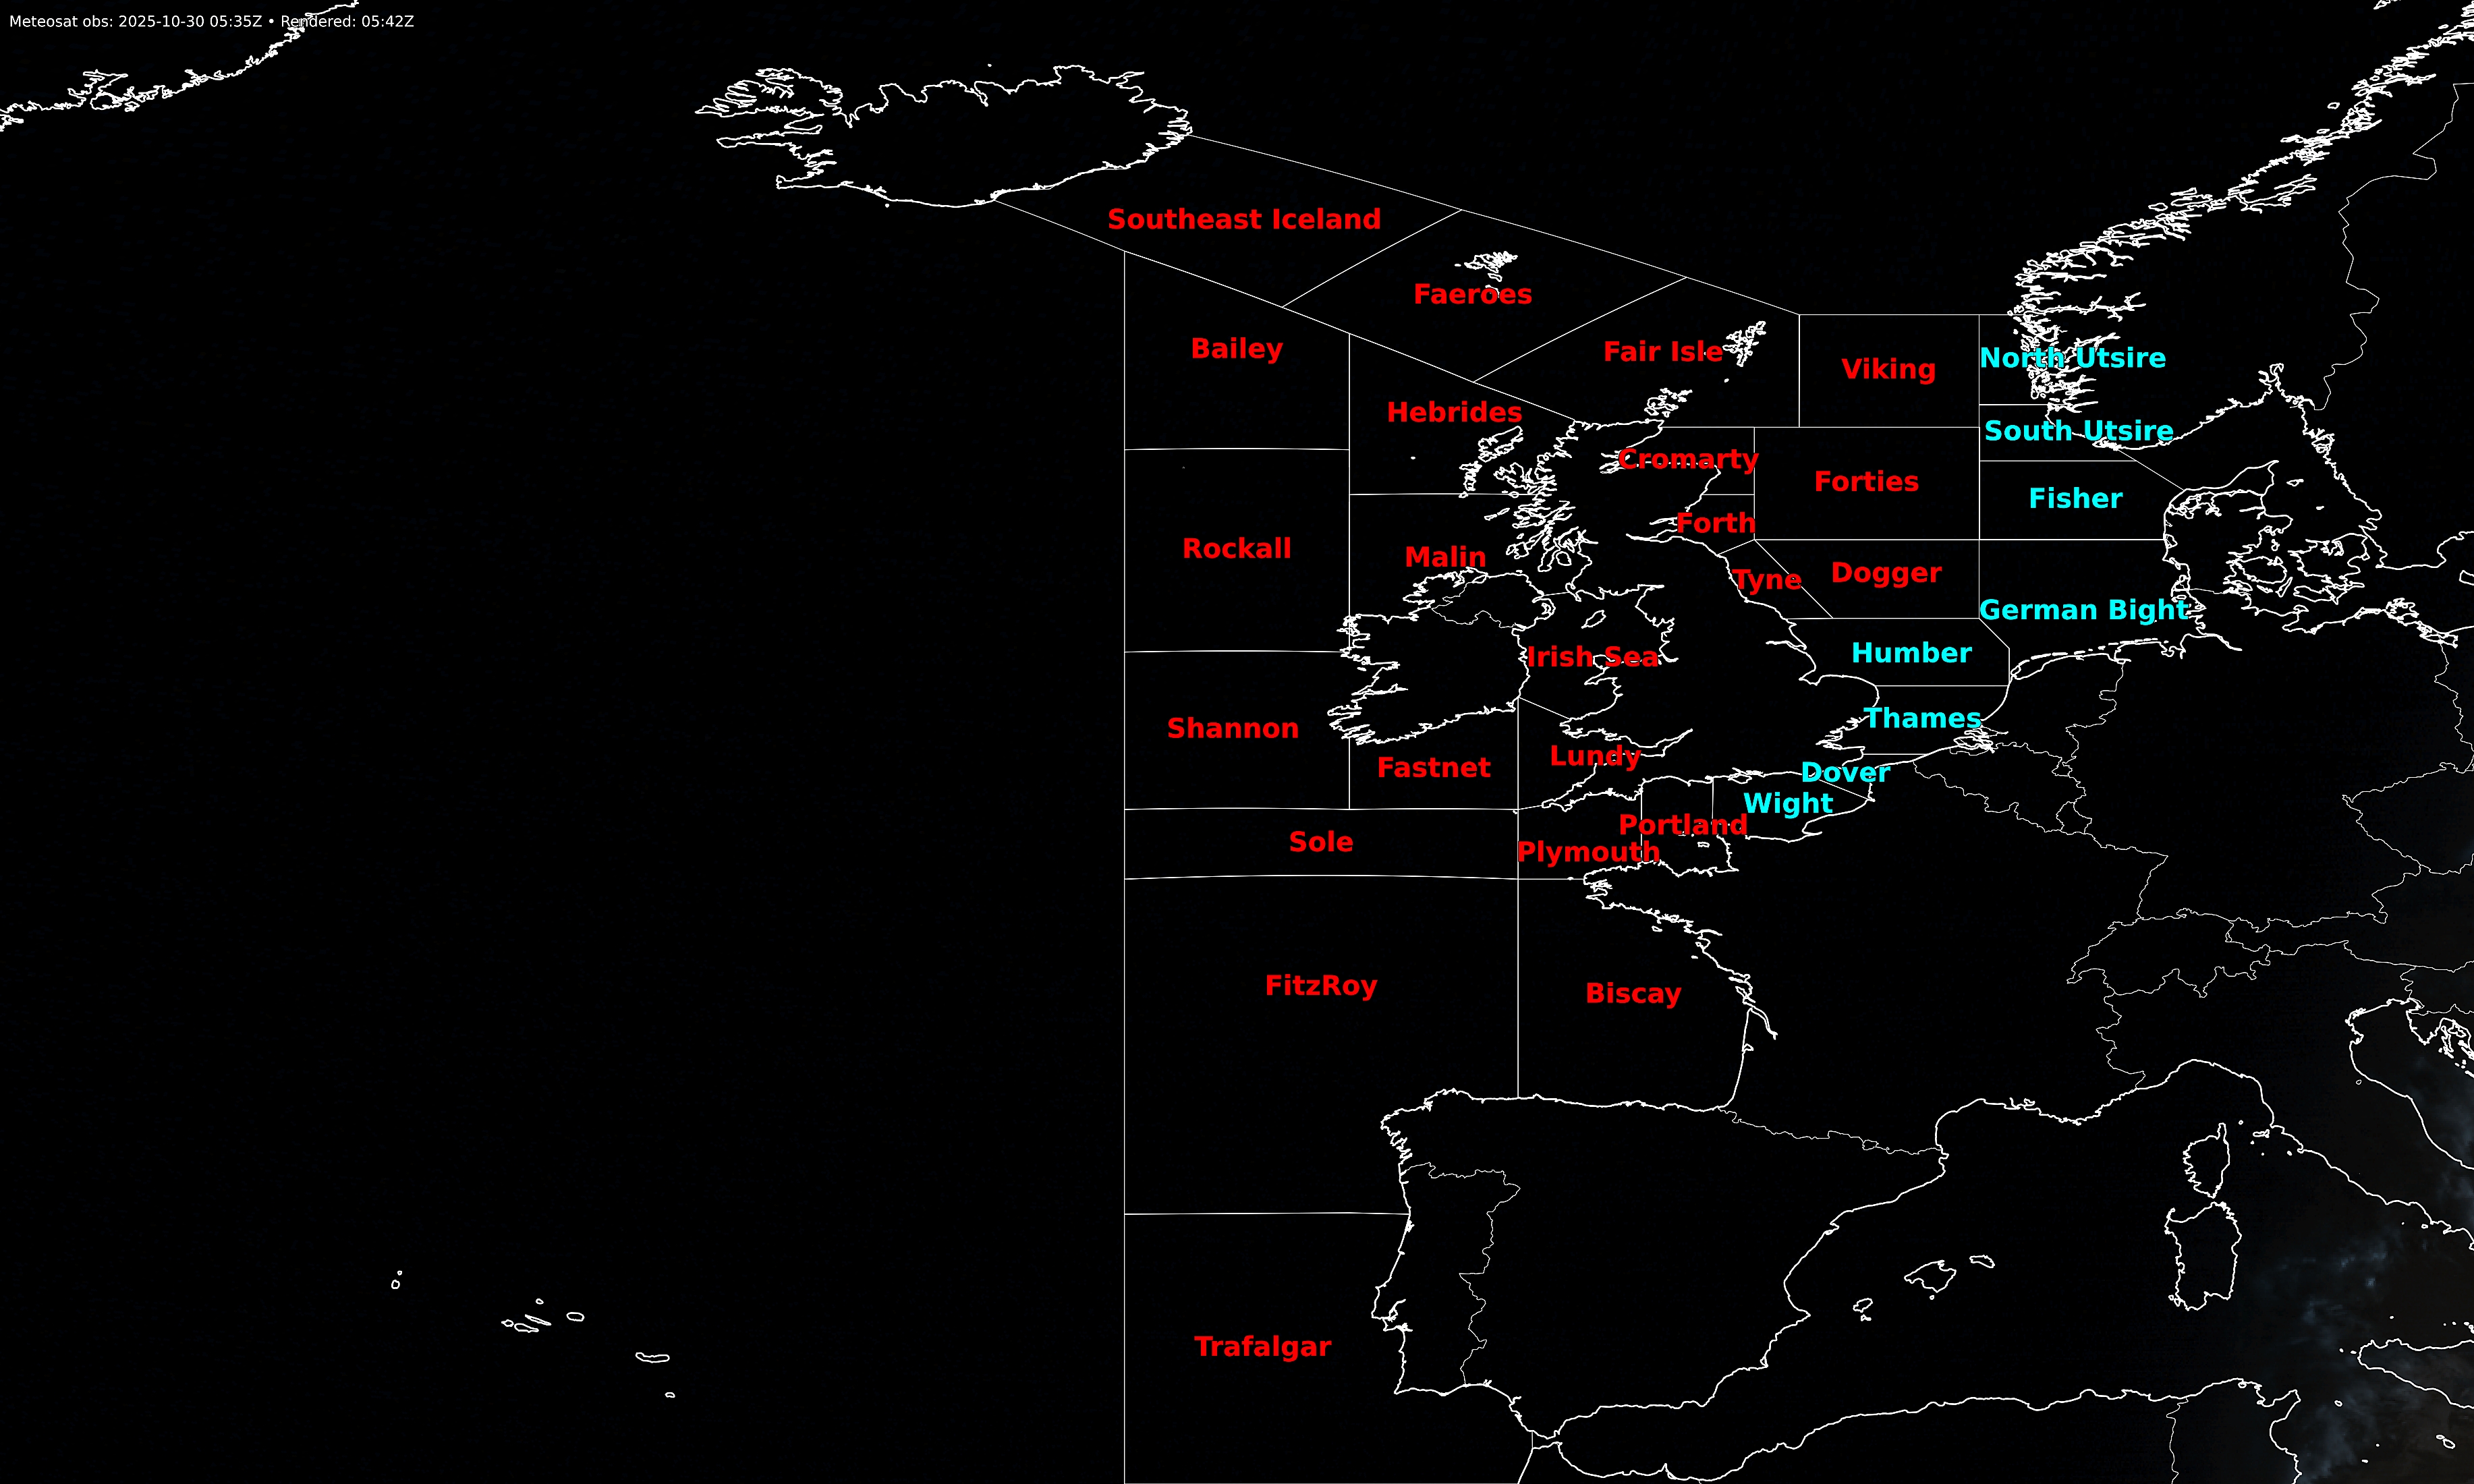 Meteosat obs: 2025-10-30 05:35Z • Rendered: 05:42Z
Southeast Iceland
Faeroes
Bailey
Fair Isle
Viking
North Utsire
Hebrides
South Utsire
Cromarty
Forties
Fisher
Forth
Rockall
Malin
Tyne
Dogger
German Bight
Irish Sea
Humber
Thames
Shannon
Lundy
Fastnet
Dover
Wight
Portland
Sole
Plymouth
FitzRoy
Biscay
Trafalgar